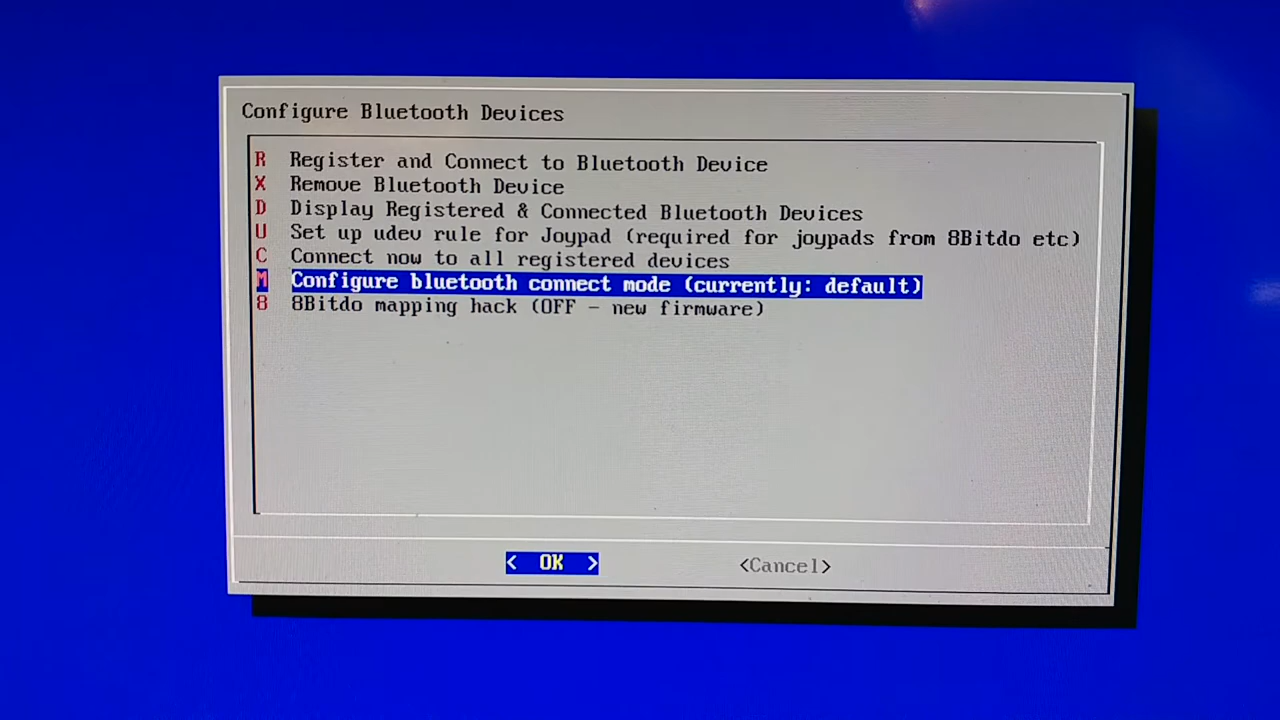 Configure Bluetooth Devices
R Register and Connect to Bluetooth Device
X Remove Bluetooth Device
D Display Registered & Connected Bluetooth Devices
U Set up udev rule for Joypad (required for joypads from 8Bitdo etc)
C Connect now to all registered devices
M Configure bluetooth connect mode (currently: default)
8 8Bitdo mapping hack (OFF - new firmware)
< OK > <Cancel>